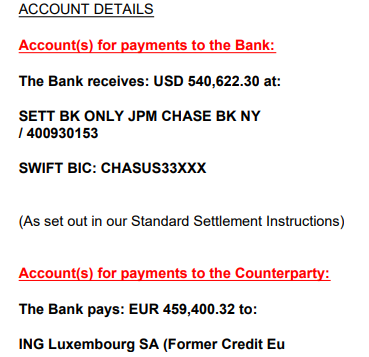 ACCOUNT DETAILS
Account(s) for payments to the Bank:
The Bank receives: USD 540,622.30 at:
SETT BK ONLY JPM CHASE BK NY
/ 400930153
SWIFT BIC: CHASUS33XXX
(As set out in our Standard Settlement Instructions)
Account(s) for payments to the Counterparty:
The Bank pays: EUR 459,400.32 to:
ING Luxembourg SA (Former Credit Eu